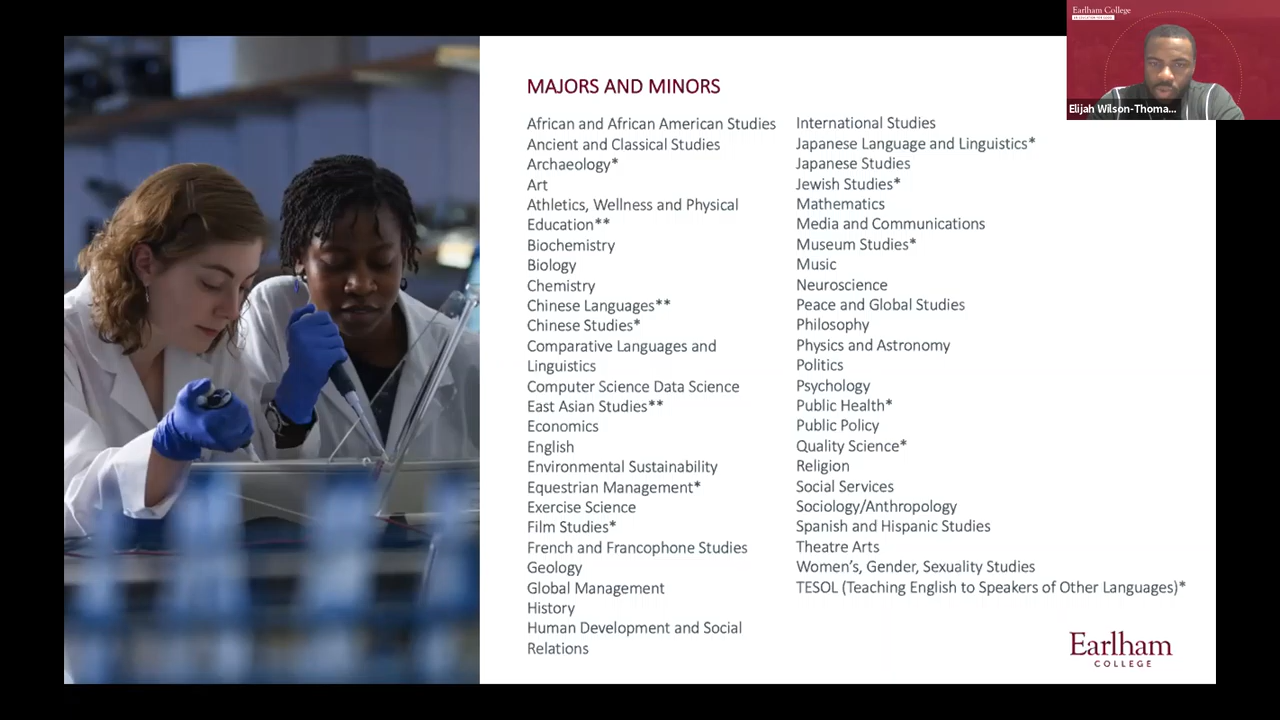 Earlham College
Elijah Wilson-Thoma...
MAJORS AND MINORS
African and African American Studies
Ancient and Classical Studies
Archaeology*
Art
Athletics, Wellness and Physical
Education**
Biochemistry
Biology
Chemistry
Chinese Languages**
Chinese Studies*
Comparative Languages and
Linguistics
Computer Science Data Science
East Asian Studies**
Economics
English
Environmental Sustainability
Equestrian Management*
Exercise Science
Film Studies*
French and Francophone Studies
Geology
Global Management
History
Human Development and Social
Relations
International Studies
Japanese Language and Linguistics*
Japanese Studies
Jewish Studies*
Mathematics
Media and Communications
Museum Studies*
Music
Neuroscience
Peace and Global Studies
Philosophy
Physics and Astronomy
Politics
Psychology
Public Health*
Public Policy
Quality Science*
Religion
Social Services
Sociology/Anthropology
Spanish and Hispanic Studies
Theatre Arts
Women’s, Gender, Sexuality Studies
TESOL (Teaching English to Speakers of Other Languages)*
Earlham
COLLEGE